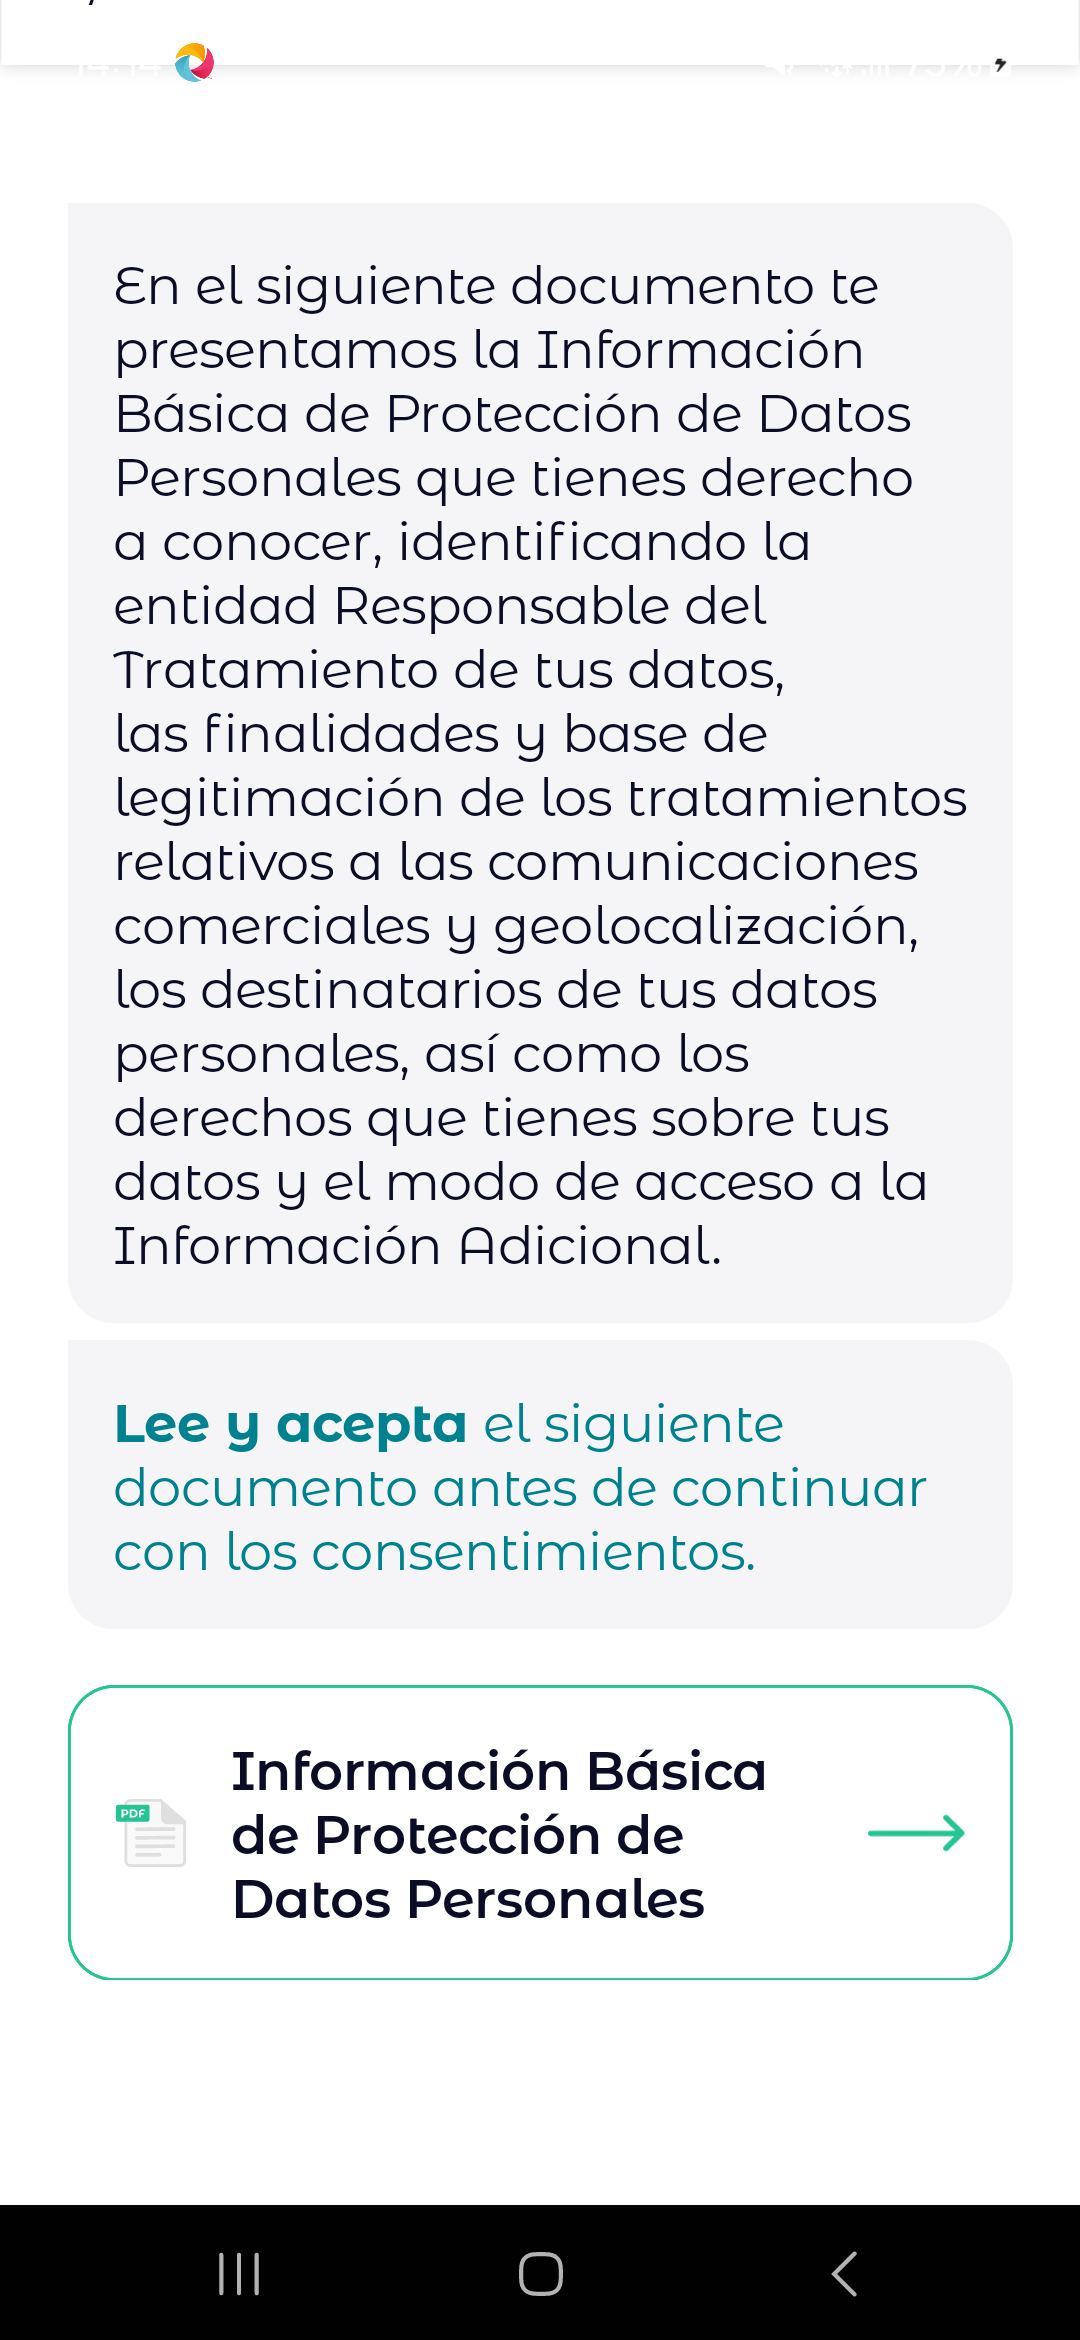 En el siguiente documento te
presentamos la Información
Básica de Protección de Datos
Personales que tienes derecho
a conocer, identificando la
entidad Responsable del
Tratamiento de tus datos,
las finalidades y base de
legitimación de los tratamientos
relativos a las comunicaciones
comerciales y geolocalización,
los destinatarios de tus datos
personales, así como los
derechos que tienes sobre tus
datos y el modo de acceso a la
Información Adicional.
Lee y acepta el siguiente
documento antes de continuar
con los consentimientos.
PDF
Información Básica
de Protección de
Datos Personales